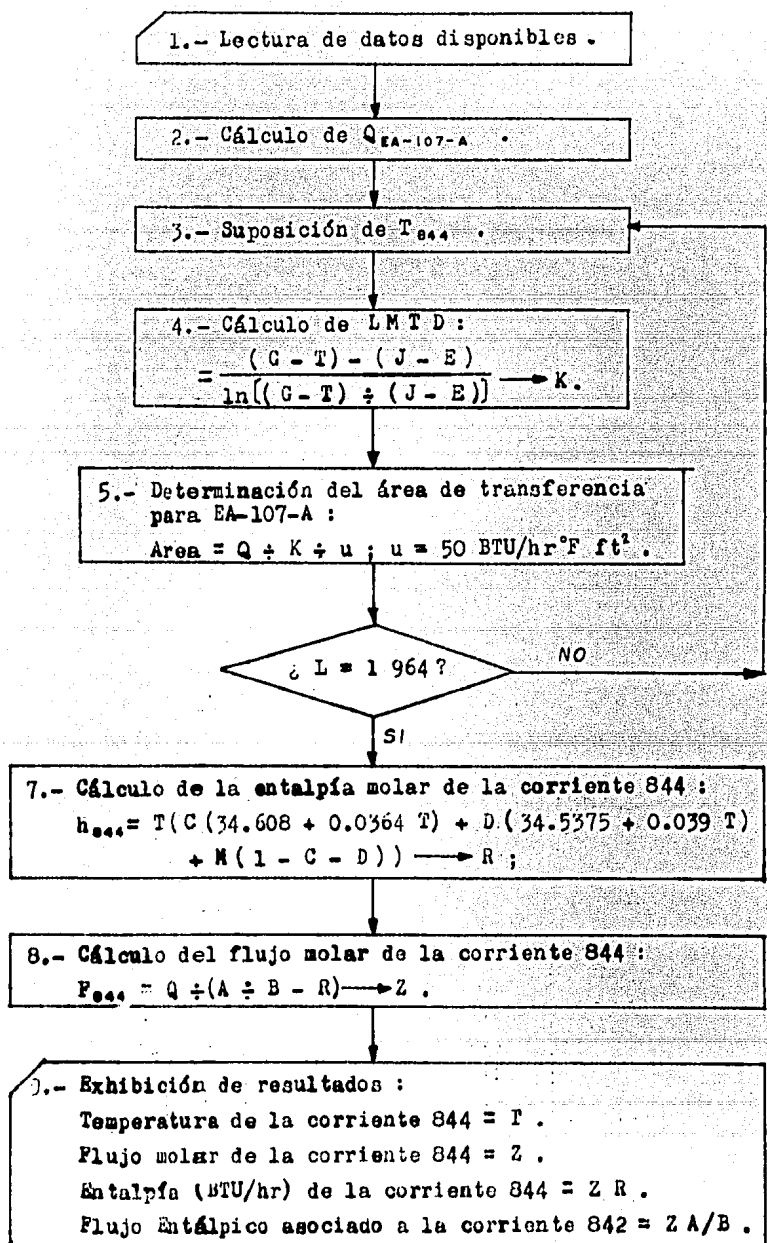 1.- Lectura de datos disponibles .
2.- Cálculo de Q EA-107-A .
3.- Suposición de T 844 .
4.- Cálculo de L M T D :
= ( G - T ) - ( J - E )
ln[( G - T ) ÷ ( J - E )] → K .
5.- Determinación del área de transferencia
para EA-107-A :
Area = Q ÷ K ÷ u ; u = 50 BTU/hr°F ft² .
¿ L = 1 964 ?
NO
SI
7.- Cálculo de la entalpía molar de la corriente 844 :
h844 = T(C (34.608 + 0.0364 T) + D (34.5375 + 0.039 T)
+ M ( 1 - C - D )) → R ;
8.- Cálculo del flujo molar de la corriente 844 :
F844 = Q ÷ (A ÷ B - R) → Z .
9.- Exhibición de resultados :
Temperatura de la corriente 844 = T .
Flujo molar de la corriente 844 = Z .
Entalpía (BTU/hr) de la corriente 844 = Z R .
Flujo Entálpico asociado a la corriente 842 = Z A/B .